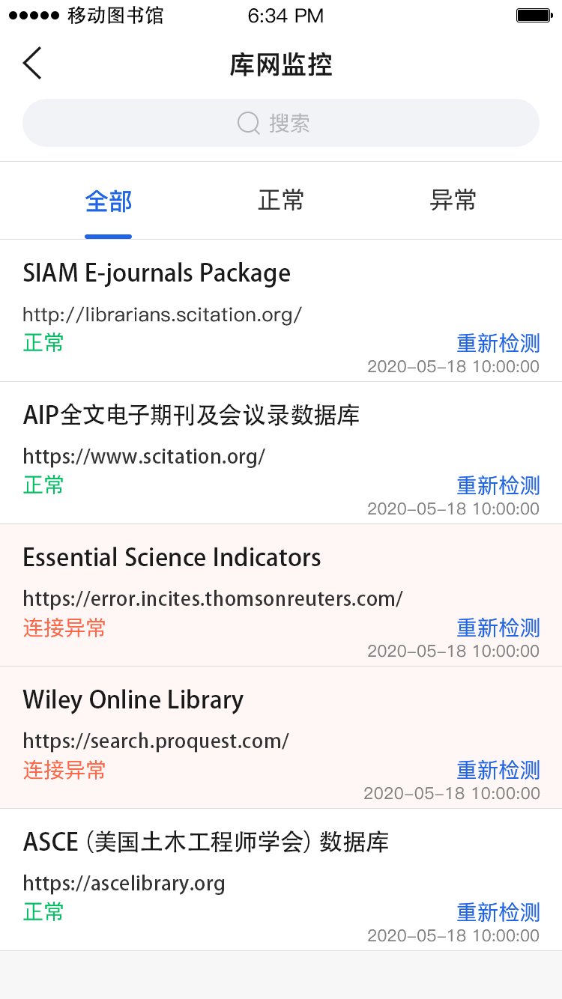 移动图书馆 6:34 PM
库网监控
搜索
全部 正常 异常
SIAM E-journals Package
http://librarians.scitation.org/
正常 重新检测
2020-05-18 10:00:00
AIP全文电子期刊及会议录数据库
https://www.scitation.org/
正常 重新检测
2020-05-18 10:00:00
Essential Science Indicators
https://error.incites.thomsonreuters.com/
连接异常 重新检测
2020-05-18 10:00:00
Wiley Online Library
https://search.proquest.com/
连接异常 重新检测
2020-05-18 10:00:00
ASCE（美国土木工程师学会）数据库
https://ascelibrary.org
正常 重新检测
2020-05-18 10:00:00